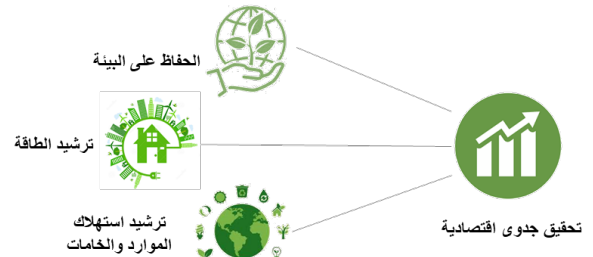 الحفاظ على البيئة
ترشيد الطاقة
ترشيد استهلاك
الموارد والخامات
تحقيق جدوى اقتصادية